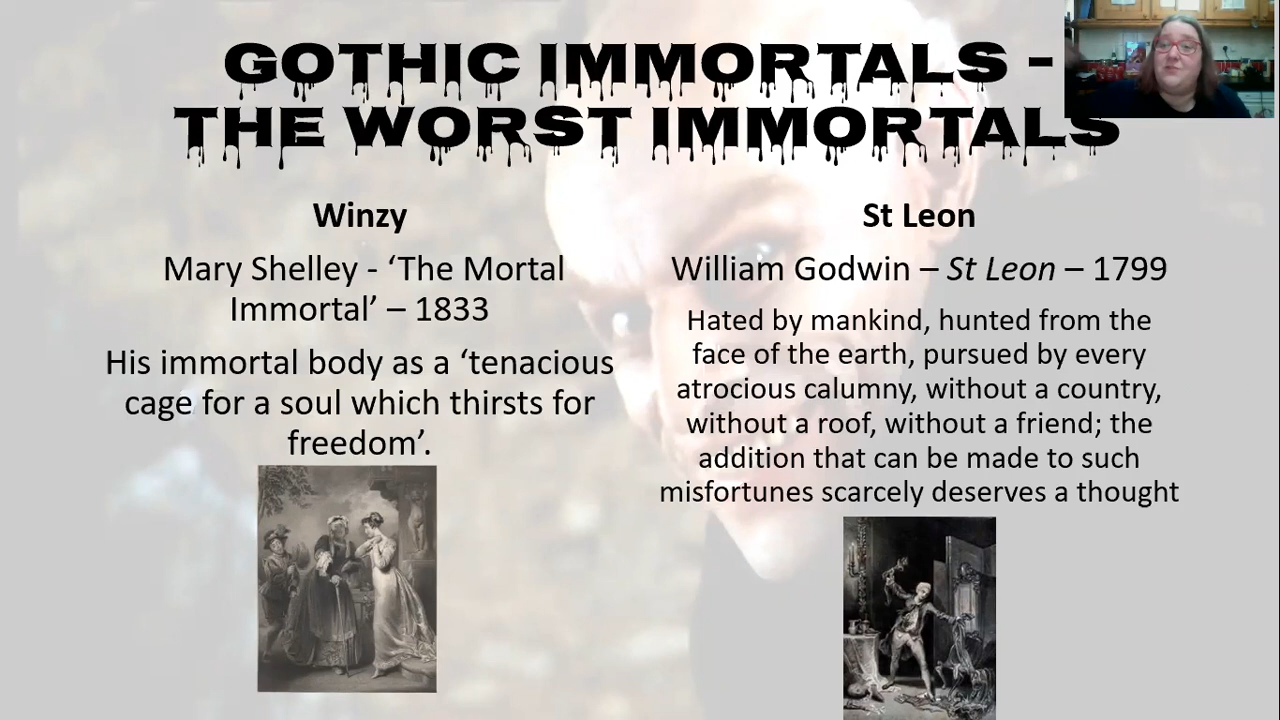 GOTHIC IMMORTALS -
THE WORST IMMORTALS
Winzy
Mary Shelley - ‘The Mortal
Immortal’ – 1833
His immortal body as a ‘tenacious
cage for a soul which thirsts for
freedom’.
St Leon
William Godwin – St Leon – 1799
Hated by mankind, hunted from the
face of the earth, pursued by every
atrocious calumny, without a country,
without a roof, without a friend; the
addition that can be made to such
misfortunes scarcely deserves a thought